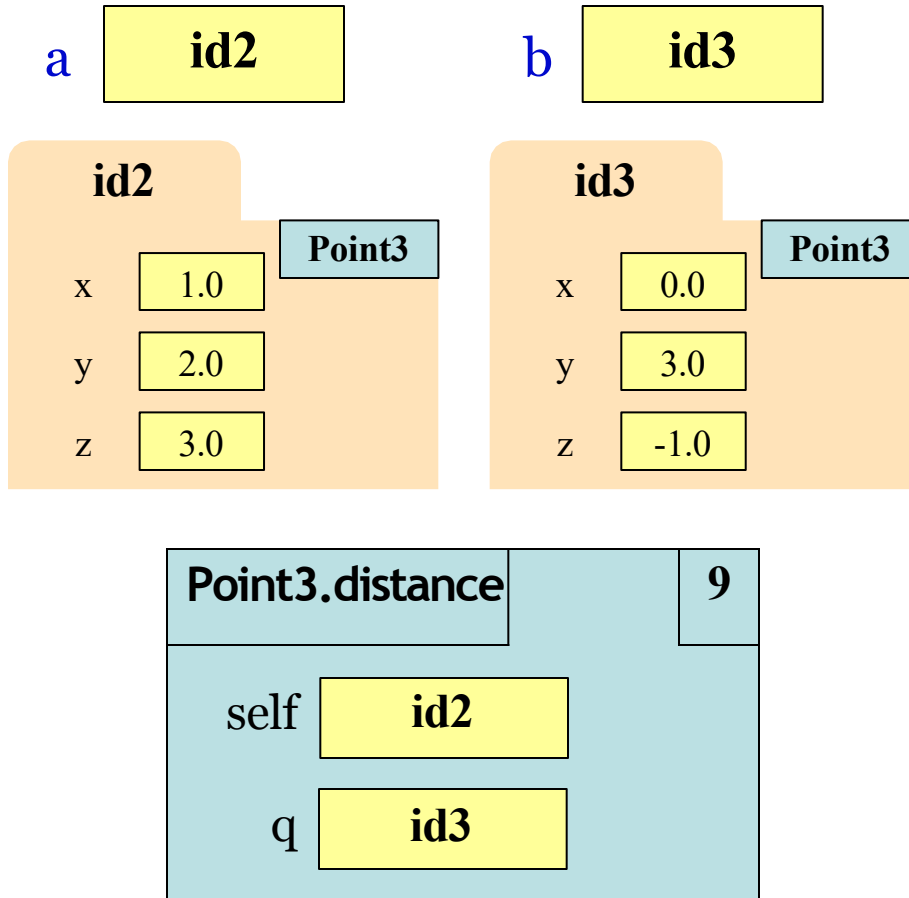 a id2
b id3
id2
Point3
x 1.0
y 2.0
z 3.0
id3
Point3
x 0.0
y 3.0
z -1.0
Point3.distance 9
self id2
q id3